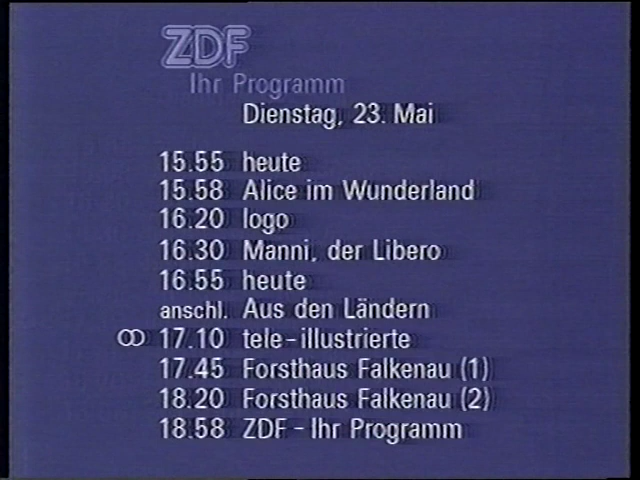 ZDF
Ihr Programm
Dienstag, 23. Mai
15.55 heute
15.58 Alice im Wunderland
16.20 logo
16.30 Manni, der Libero
16.55 heute
anschl. Aus den Ländern
17.10 tele-illustrierte
17.45 Forsthaus Falkenau (1)
18.20 Forsthaus Falkenau (2)
18.58 ZDF - Ihr Programm